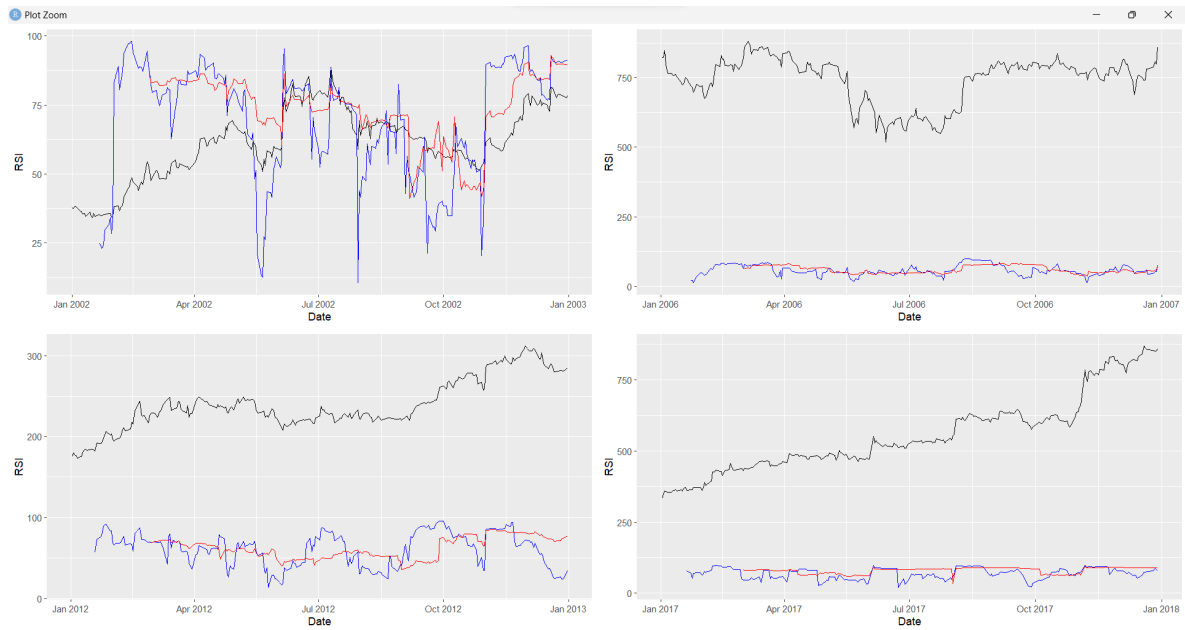 Plot Zoom
100
75
50
25
RSI
Jan 2002 Apr 2002 Jul 2002 Oct 2002 Jan 2003
Date
750
500
250
0
RSI
Jan 2006 Apr 2006 Jul 2006 Oct 2006 Jan 2007
Date
300
200
100
0
RSI
Jan 2012 Apr 2012 Jul 2012 Oct 2012 Jan 2013
Date
750
500
250
0
RSI
Jan 2017 Apr 2017 Jul 2017 Oct 2017 Jan 2018
Date